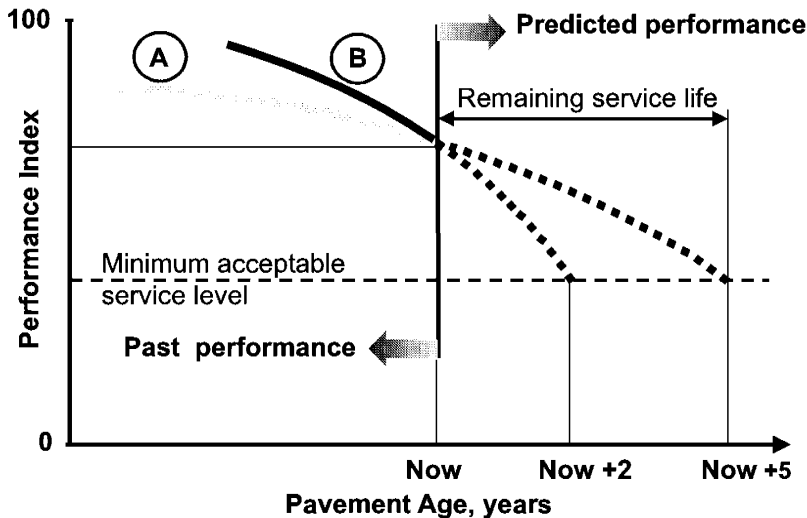 100
Predicted performance
A
B
Remaining service life
Performance Index
Minimum acceptable
service level
Past performance
0
Now
Now +2
Now +5
Pavement Age, years